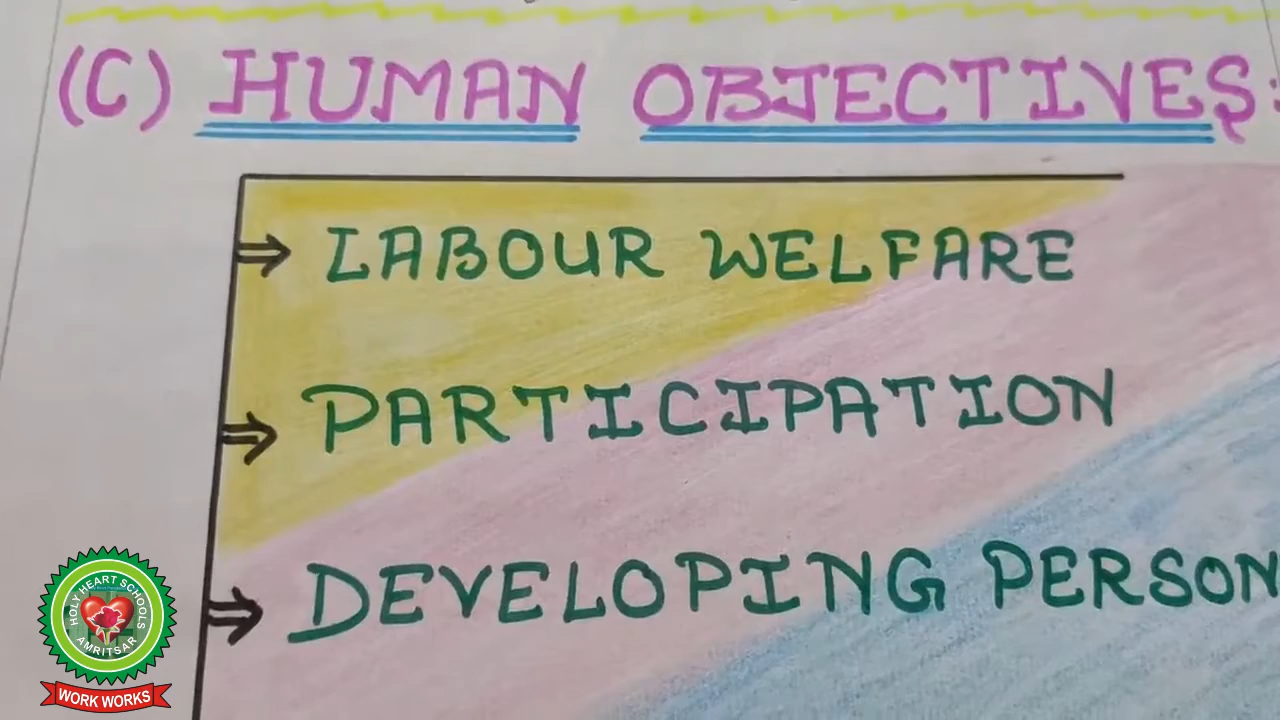 (C) HUMAN OBJECTIVES:
⇒ LABOUR WELFARE
⇒ PARTICIPATION
⇒ DEVELOPING PERSON
HOLY HEART SCHOOLS
AMRITSAR
WORK WORKS